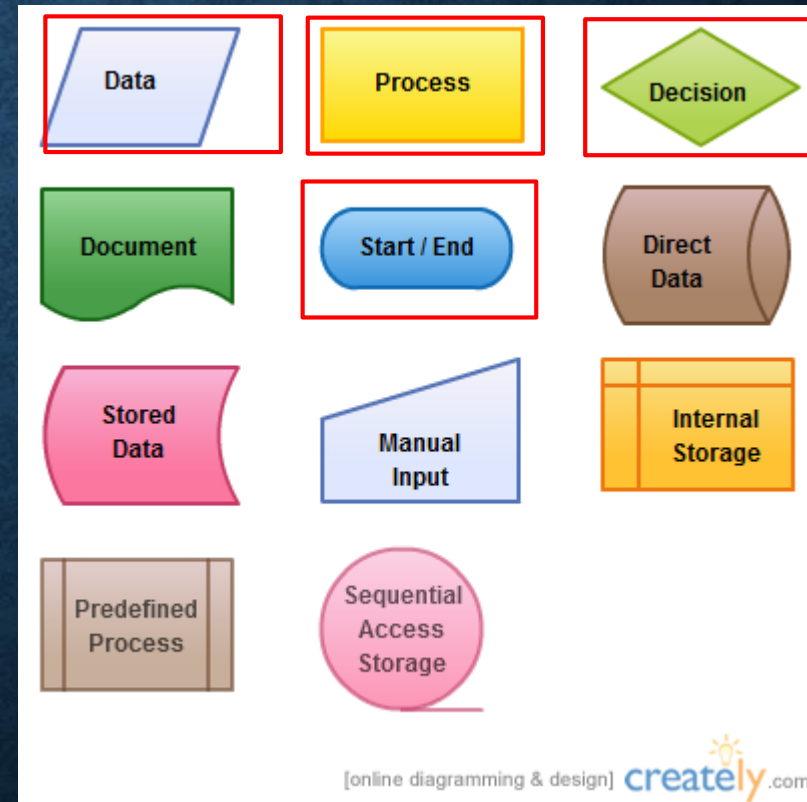 Data
Process
Decision
Document
Start / End
Direct
Data
Stored
Data
Manual
Input
Internal
Storage
Predefined
Process
Sequential
Access
Storage
[online diagramming & design] creately.com